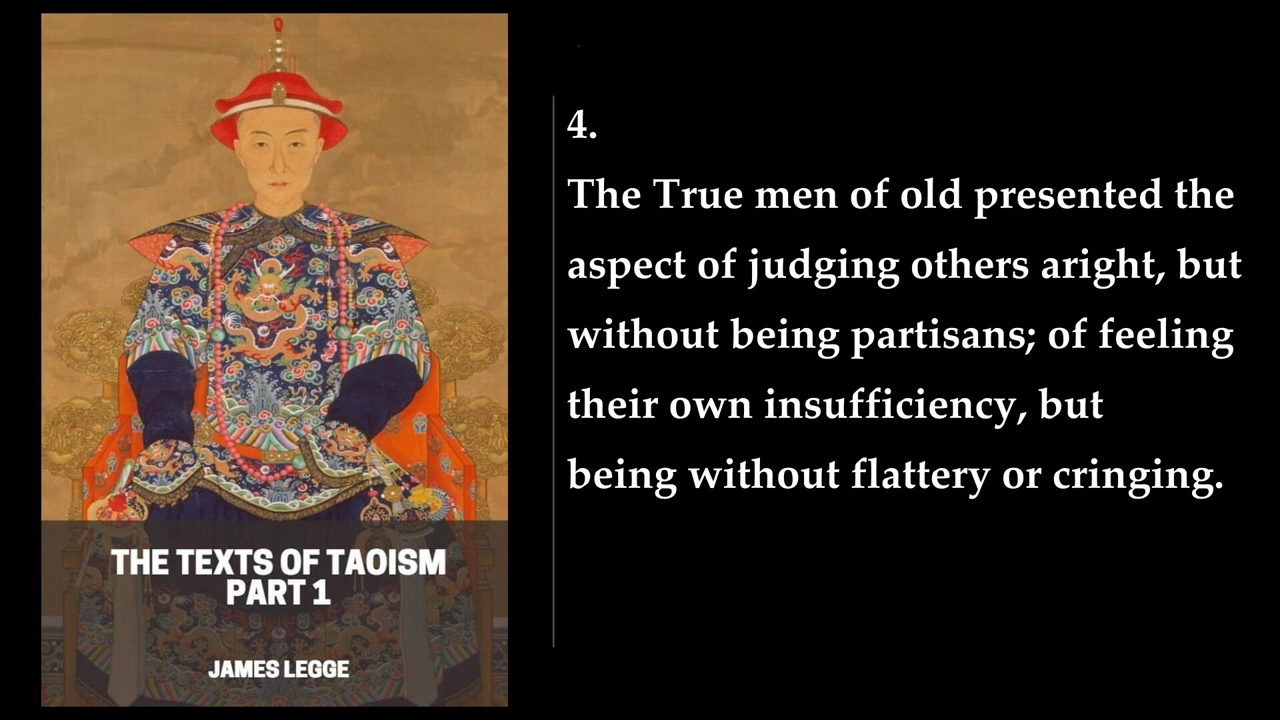 THE TEXTS OF TAOISM
PART 1
JAMES LEGGE
4.
The True men of old presented the
aspect of judging others aright, but
without being partisans; of feeling
their own insufficiency, but
being without flattery or cringing.